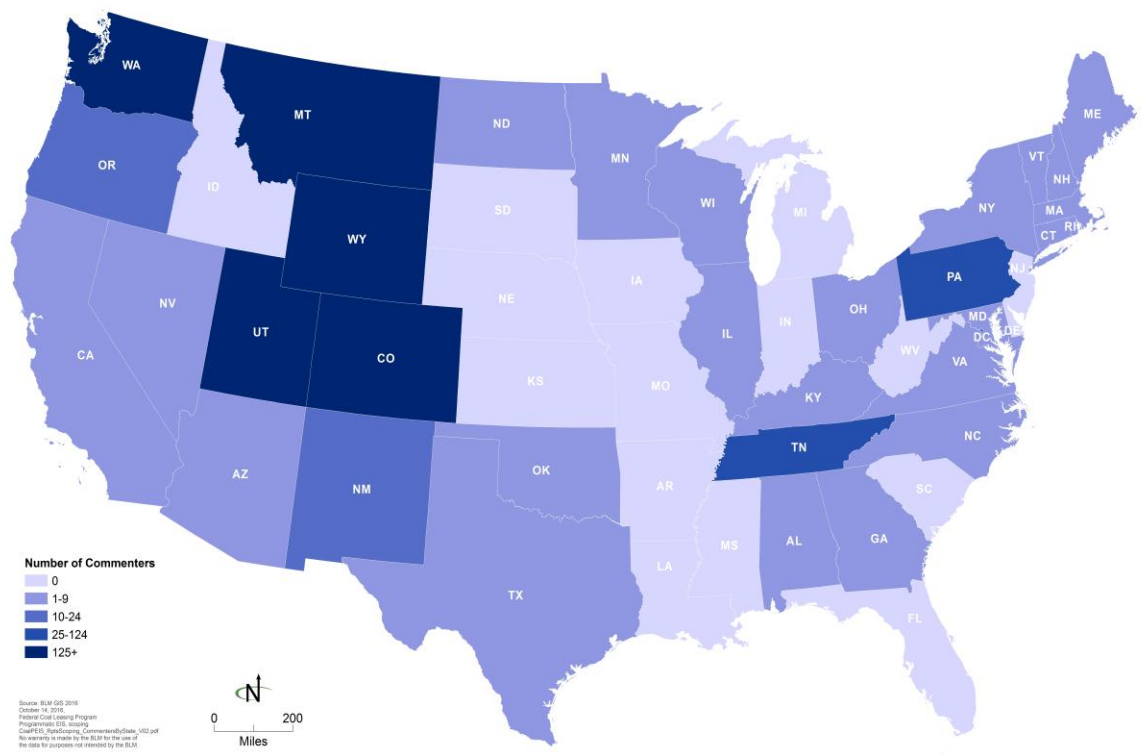 WA
MT
ND
MN
ME
OR
ID
SD
WI
MI
VT
NH
NY
MA
CT
RI
WY
IA
PA
NJ
NE
NV
UT
CO
IL
IN
OH
MD
DE
DC
WV
VA
CA
KS
MO
KY
NC
TN
AZ
NM
OK
AR
SC
MS
AL
GA
LA
TX
FL
Number of Commenters
0
1-9
10-24
25-124
125+
Source: BLM GIS 2016
October 14, 2016,
Federal Coal Leasing Program
Programmatic EIS, scoping
CoalPEIS_RptsScoping_CommentersByState_V02.pdf
No warranty is made by the BLM for the use of
the data for purposes not intended by the BLM.
N
0 200
Miles